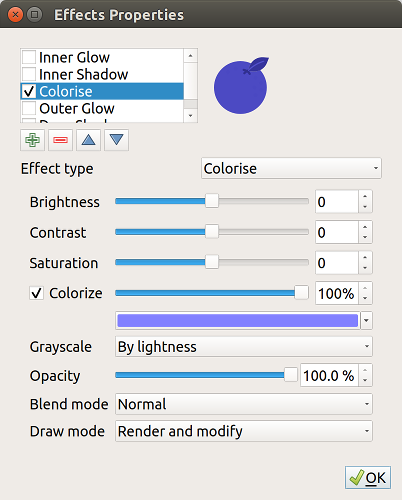 Effects Properties
Inner Glow
Inner Shadow
Colorise
Outer Glow
Effect type Colorise
Brightness 0
Contrast 0
Saturation 0
Colorize 100%
Grayscale By lightness
Opacity 100.0 %
Blend mode Normal
Draw mode Render and modify
OK